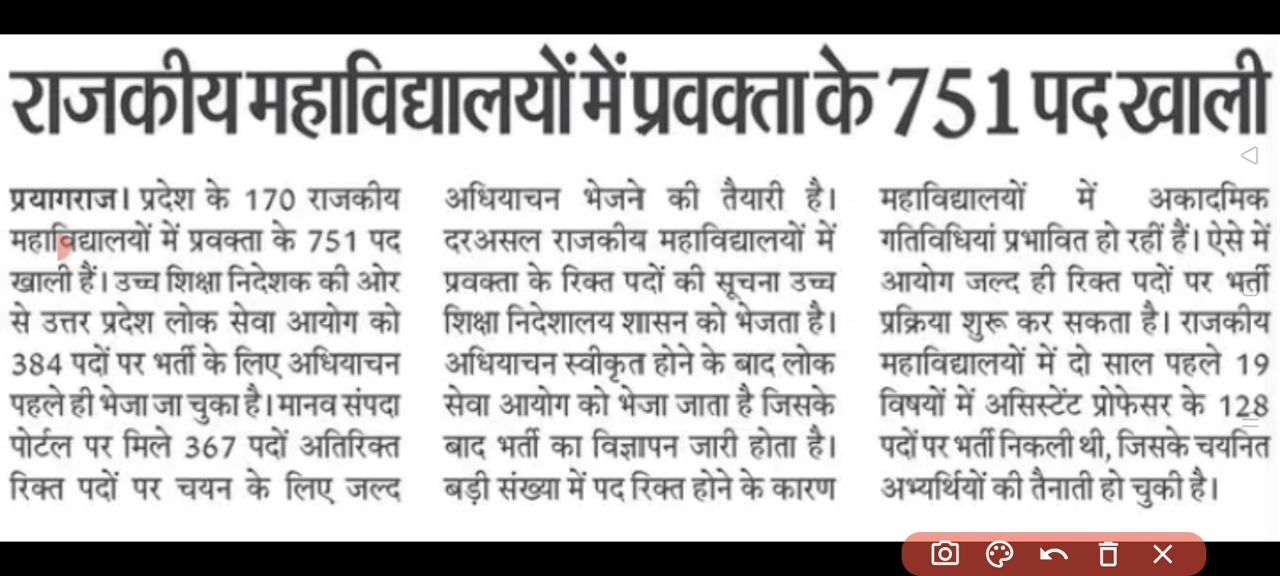 राजकीय महाविद्यालयों में प्रवक्ता के 751 पद खाली
प्रयागराज। प्रदेश के 170 राजकीय
महाविद्यालयों में प्रवक्ता के 751 पद
खाली हैं। उच्च शिक्षा निदेशक की ओर
से उत्तर प्रदेश लोक सेवा आयोग को
384 पदों पर भर्ती के लिए अधियाचन
पहले ही भेजा जा चुका है। मानव संपदा
पोर्टल पर मिले 367 पदों अतिरिक्त
रिक्त पदों पर चयन के लिए जल्द
अधियाचन भेजने की तैयारी है।
दरअसल राजकीय महाविद्यालयों में
प्रवक्ता के रिक्त पदों की सूचना उच्च
शिक्षा निदेशालय शासन को भेजता है।
अधियाचन स्वीकृत होने के बाद लोक
सेवा आयोग को भेजा जाता है जिसके
बाद भर्ती का विज्ञापन जारी होता है।
बड़ी संख्या में पद रिक्त होने के कारण
महाविद्यालयों में अकादमिक
गतिविधियां प्रभावित हो रहीं हैं। ऐसे में
आयोग जल्द ही रिक्त पदों पर भर्ती
प्रक्रिया शुरू कर सकता है। राजकीय
महाविद्यालयों में दो साल पहले 19
विषयों में असिस्टेंट प्रोफेसर के 128
पदों पर भर्ती निकली थी, जिसके चयनित
अभ्यर्थियों की तैनाती हो चुकी है।